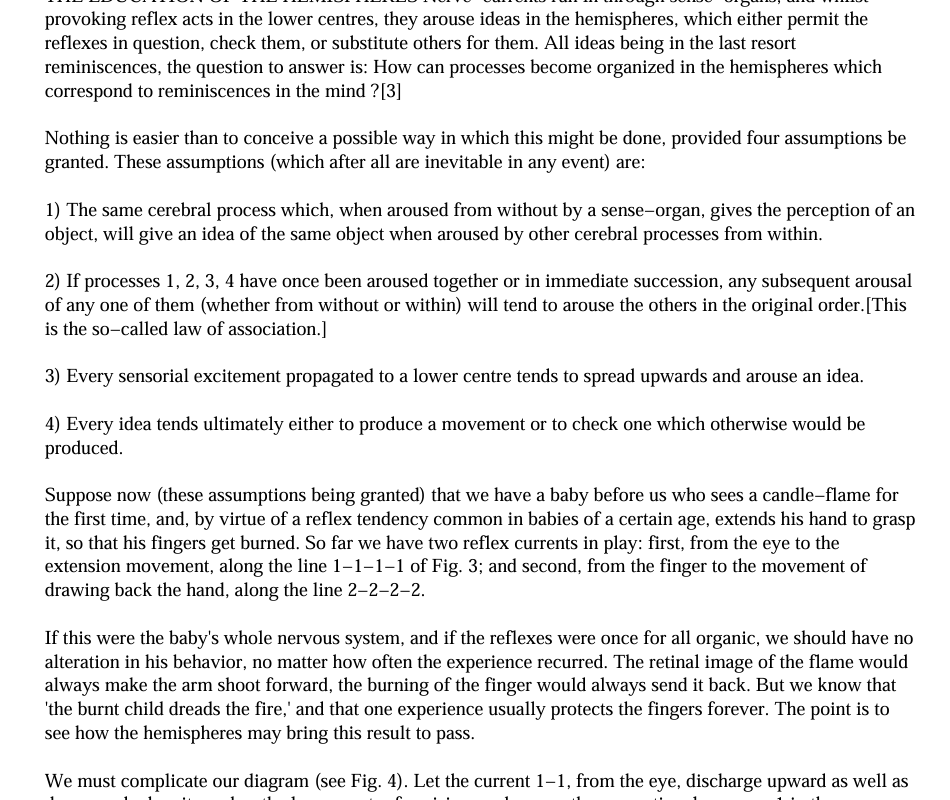 THE EDUCATION OF THE HEMISPHERES Nerve−currents run in through sense−organs, and whilst
provoking reflex acts in the lower centres, they arouse ideas in the hemispheres, which either permit the
reflexes in question, check them, or substitute others for them. All ideas being in the last resort
reminiscences, the question to answer is: How can processes become organized in the hemispheres which
correspond to reminiscences in the mind ?[3]
Nothing is easier than to conceive a possible way in which this might be done, provided four assumptions be
granted. These assumptions (which after all are inevitable in any event) are:
1) The same cerebral process which, when aroused from without by a sense−organ, gives the perception of an
object, will give an idea of the same object when aroused by other cerebral processes from within.
2) If processes 1, 2, 3, 4 have once been aroused together or in immediate succession, any subsequent arousal
of any one of them (whether from without or within) will tend to arouse the others in the original order.[This
is the so−called law of association.]
3) Every sensorial excitement propagated to a lower centre tends to spread upwards and arouse an idea.
4) Every idea tends ultimately either to produce a movement or to check one which otherwise would be
produced.
Suppose now (these assumptions being granted) that we have a baby before us who sees a candle−flame for
the first time, and, by virtue of a reflex tendency common in babies of a certain age, extends his hand to grasp
it, so that his fingers get burned. So far we have two reflex currents in play: first, from the eye to the
extension movement, along the line 1−1−1−1 of Fig. 3; and second, from the finger to the movement of
drawing back the hand, along the line 2−2−2−2.
If this were the baby's whole nervous system, and if the reflexes were once for all organic, we should have no
alteration in his behavior, no matter how often the experience recurred. The retinal image of the flame would
always make the arm shoot forward, the burning of the finger would always send it back. But we know that
'the burnt child dreads the fire,' and that one experience usually protects the fingers forever. The point is to
see how the hemispheres may bring this result to pass.
We must complicate our diagram (see Fig. 4). Let the current 1−1, from the eye, discharge upward as well as